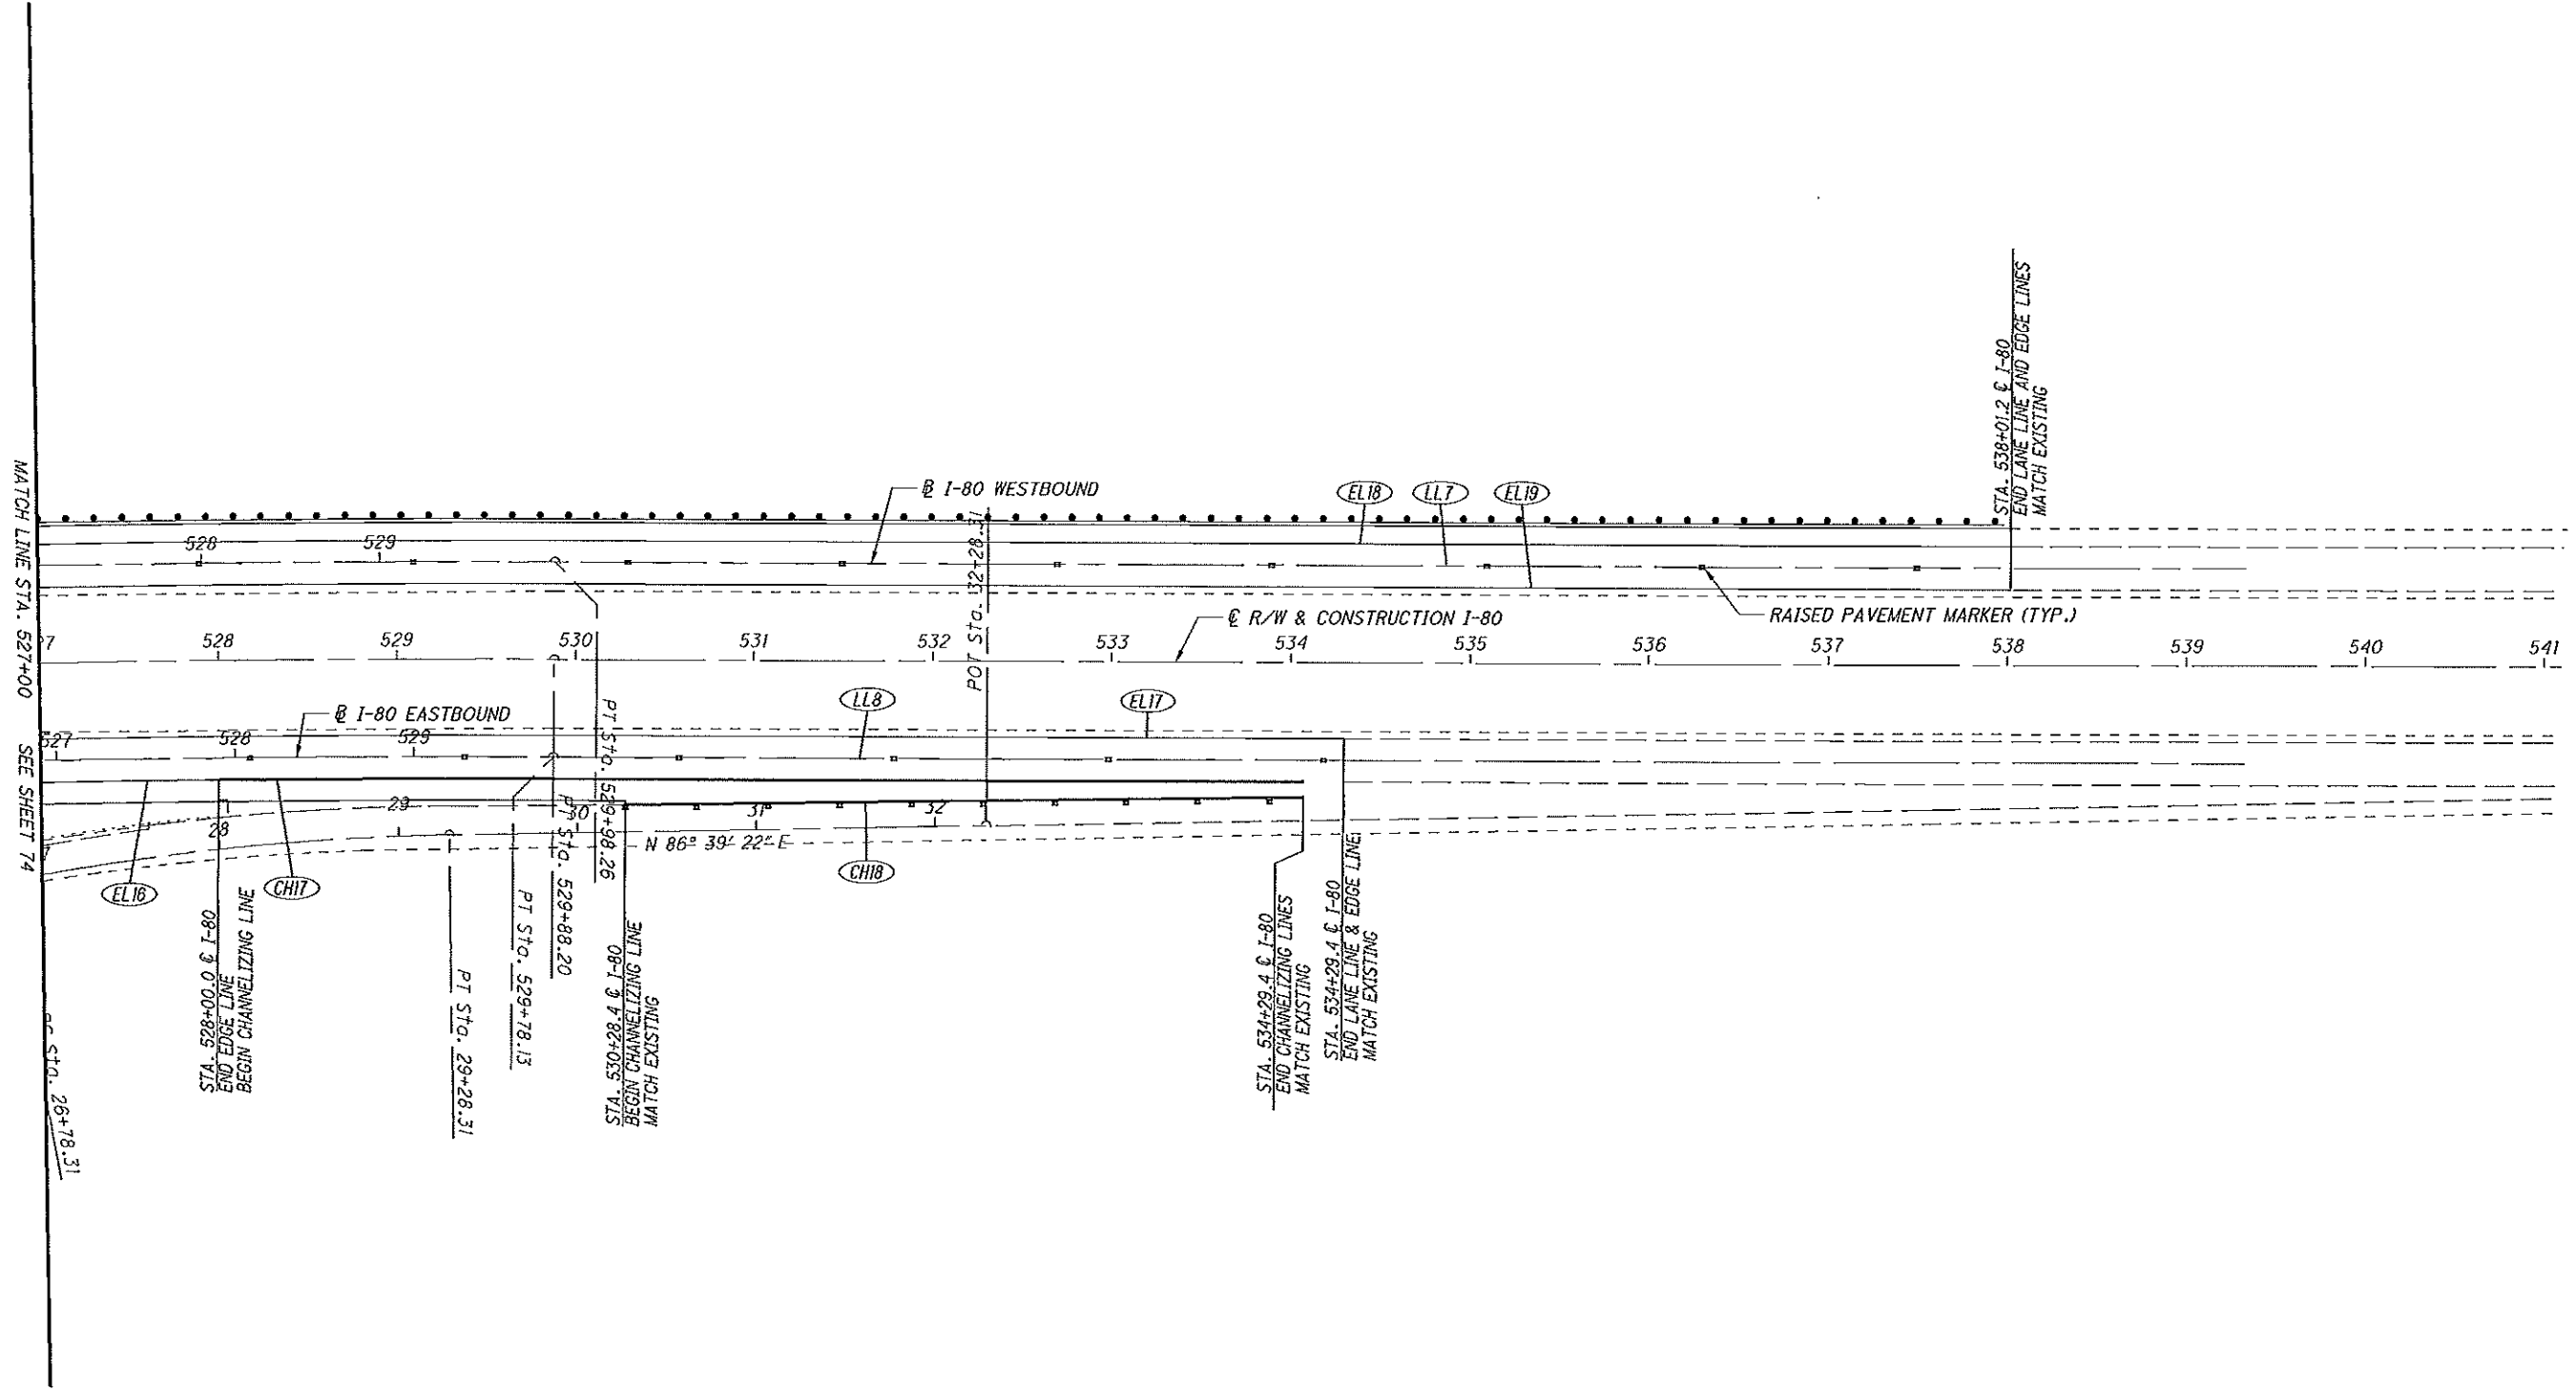 MATCH LINE STA. 527+00 SEE SHEET 74
℄ I-80 WESTBOUND
EL18
LL7
EL19
STA. 538+01.2 ℄ I-80
END LANE LINE AND EDGE LINES
MATCH EXISTING
528 529
POT Sta. 32+28.31
℄ R/W & CONSTRUCTION I-80
RAISED PAVEMENT MARKER (TYP.)
7 528 529 530 531 532 533 534 535 536 537 538 539 540 541
℄ I-80 EASTBOUND
LL8
EL17
527 528 529
29 30 31 32
28
N 86° 39' 22" E
EL16
CH17
CH18
STA. 528+00.0 ℄ I-80
END EDGE LINE
BEGIN CHANNELIZING LINE
PT Sta. 29+28.31
PT Sta. 529+78.13
PT Sta. 529+88.20
PT Sta. 529+98.26
STA. 530+28.4 ℄ I-80
BEGIN CHANNELIZING LINE
MATCH EXISTING
STA. 534+29.4 ℄ I-80
END CHANNELIZING LINES
MATCH EXISTING
STA. 534+29.4 ℄ I-80
END LANE LINE & EDGE LINE
MATCH EXISTING
Sta. 26+78.31